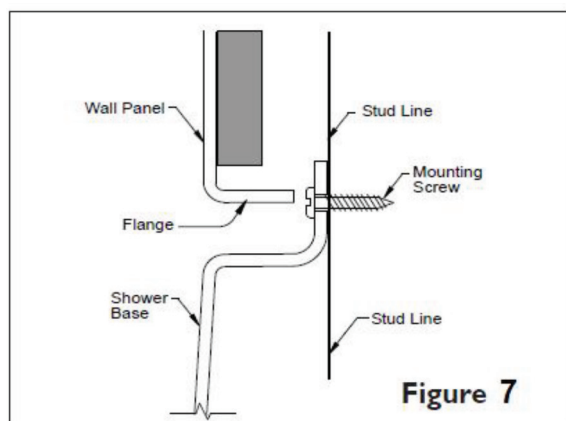 Wall Panel
Stud Line
Mounting
Screw
Flange
Shower
Base
Stud Line
Figure 7